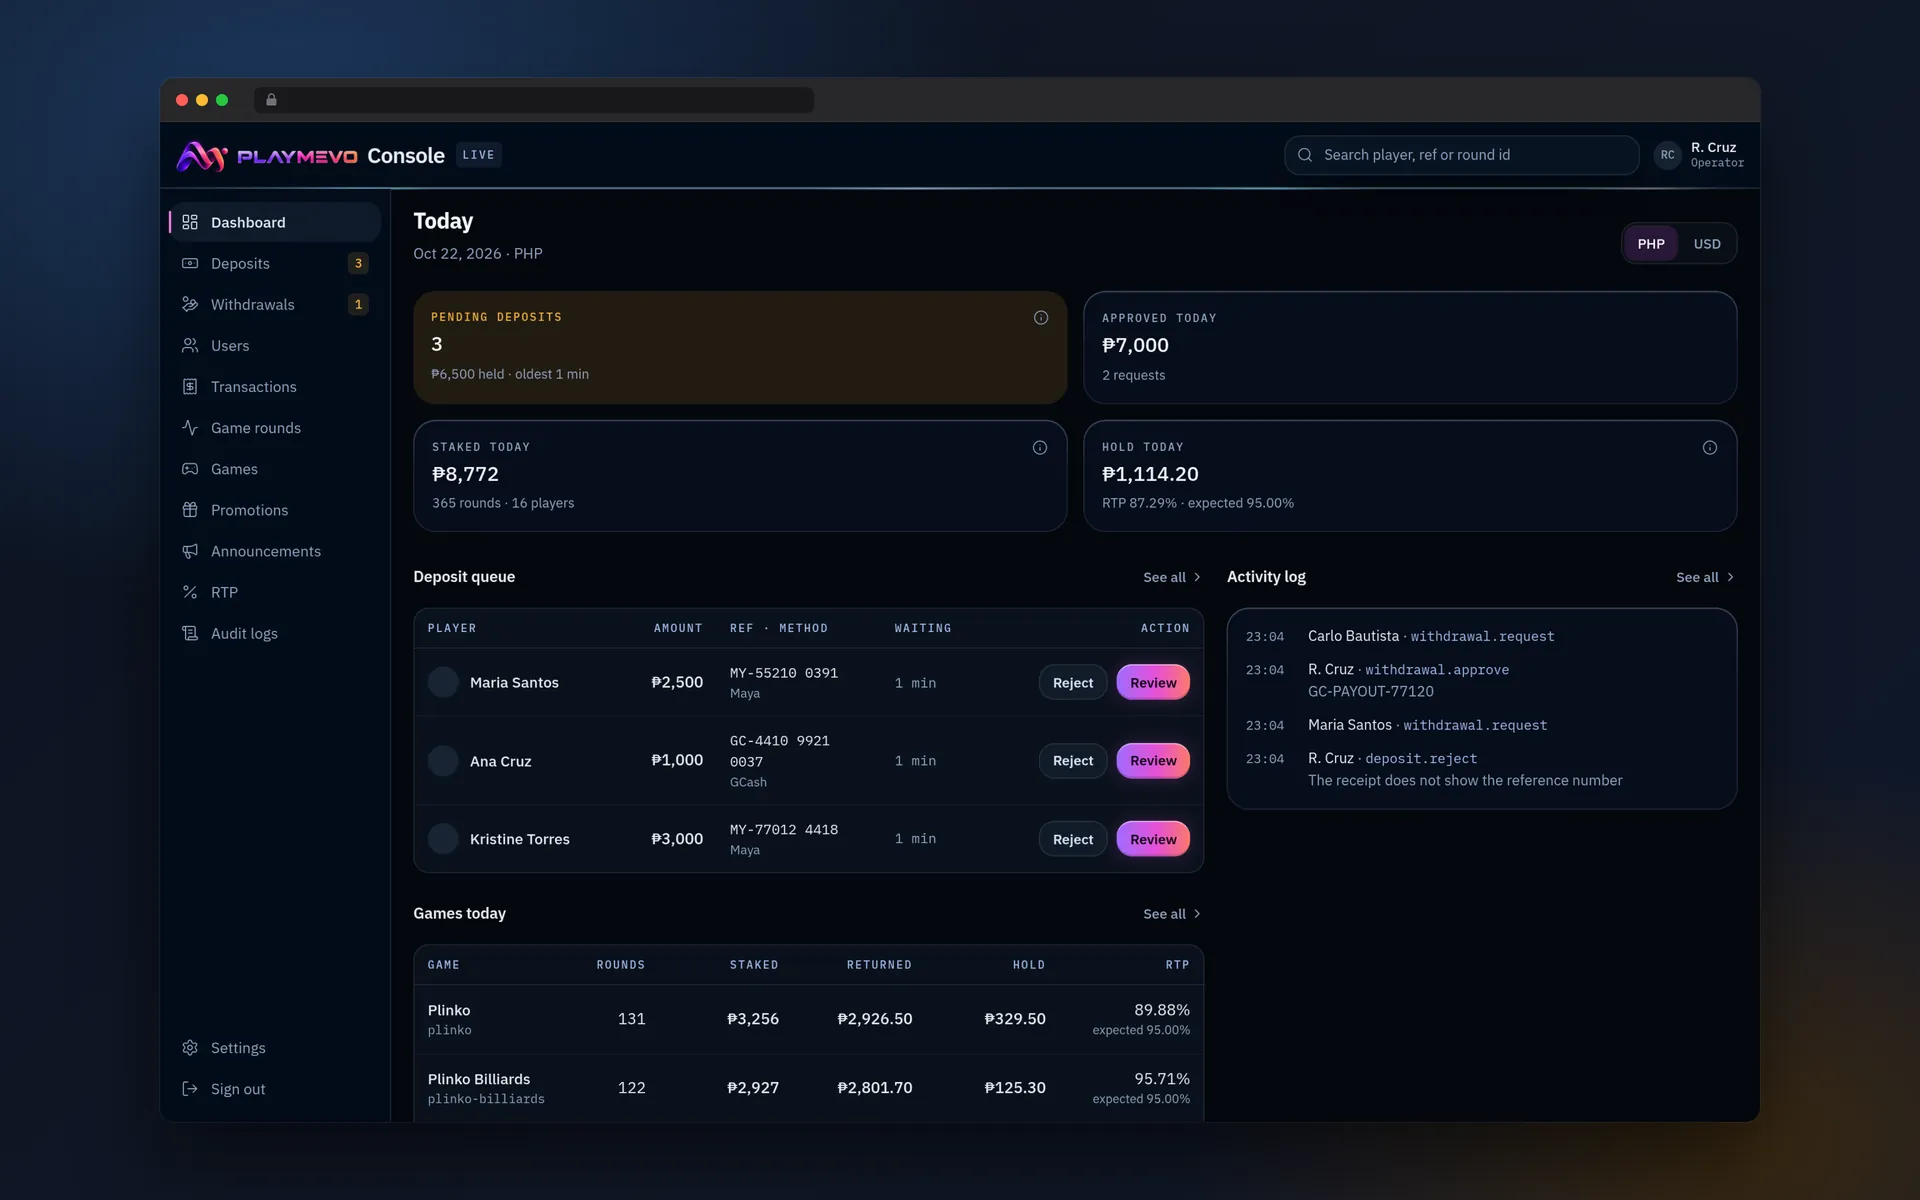 PLAYMEVO Console LIVE
Search player, ref or round id
RC
R. Cruz
Operator
Dashboard
Deposits 3
Withdrawals 1
Users
Transactions
Game rounds
Games
Promotions
Announcements
RTP
Audit logs
Settings
Sign out
Today
Oct 22, 2026 · PHP
PHP USD
PENDING DEPOSITS
3
₱6,500 held · oldest 1 min
APPROVED TODAY
₱7,000
2 requests
STAKED TODAY
₱8,772
365 rounds · 16 players
HOLD TODAY
₱1,114.20
RTP 87.29% · expected 95.00%
Deposit queue See all
PLAYER AMOUNT REF · METHOD WAITING ACTION
Maria Santos ₱2,500 MY-55210 0391 1 min Reject Review
Maya
Ana Cruz ₱1,000 GC-4410 9921 1 min Reject Review
0037
GCash
Kristine Torres ₱3,000 MY-77012 4418 1 min Reject Review
Maya
Activity log See all
23:04 Carlo Bautista · withdrawal.request
23:04 R. Cruz · withdrawal.approve
GC-PAYOUT-77120
23:04 Maria Santos · withdrawal.request
23:04 R. Cruz · deposit.reject
The receipt does not show the reference number
Games today See all
GAME ROUNDS STAKED RETURNED HOLD RTP
Plinko 131 ₱3,256 ₱2,926.50 ₱329.50 89.88%
plinko expected 95.00%
Plinko Billiards 122 ₱2,927 ₱2,801.70 ₱125.30 95.71%
plinko-billiards expected 95.00%